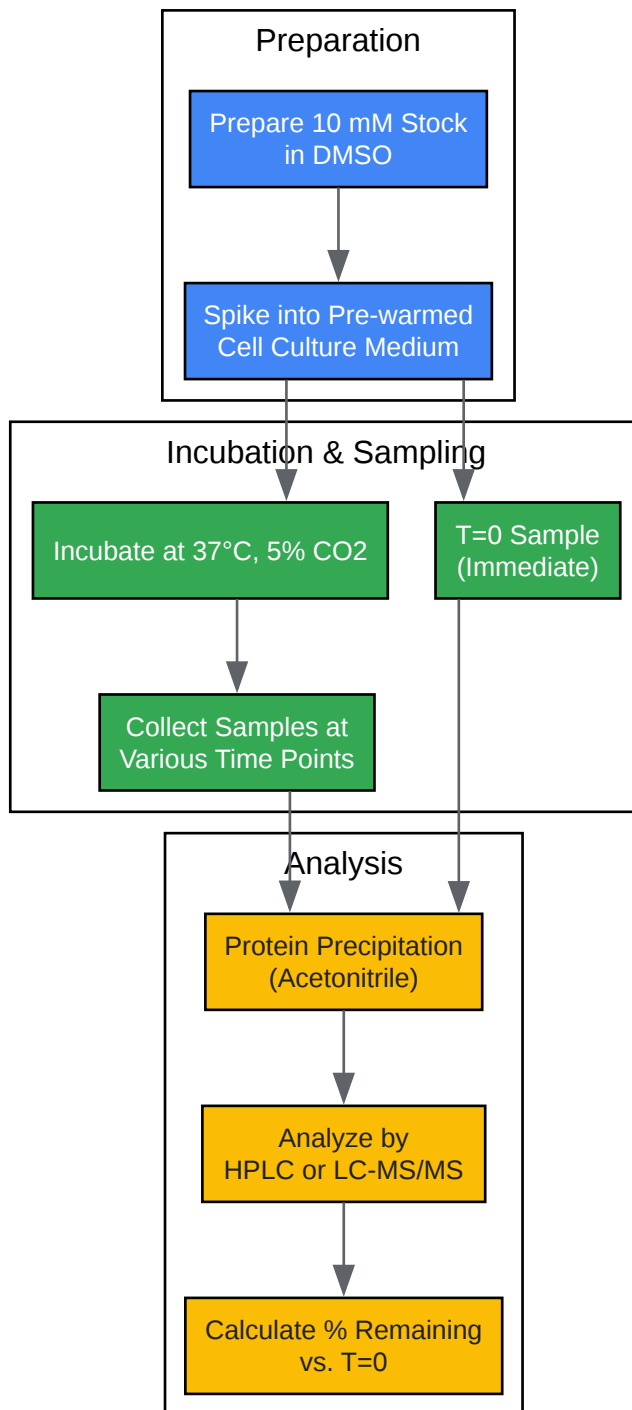 Preparation
Prepare 10 mM Stock
in DMSO
Spike into Pre-warmed
Cell Culture Medium
Incubation & Sampling
Incubate at 37°C, 5% CO2
T=0 Sample
(Immediate)
Collect Samples at
Various Time Points
Analysis
Protein Precipitation
(Acetonitrile)
Analyze by
HPLC or LC-MS/MS
Calculate % Remaining
vs. T=0